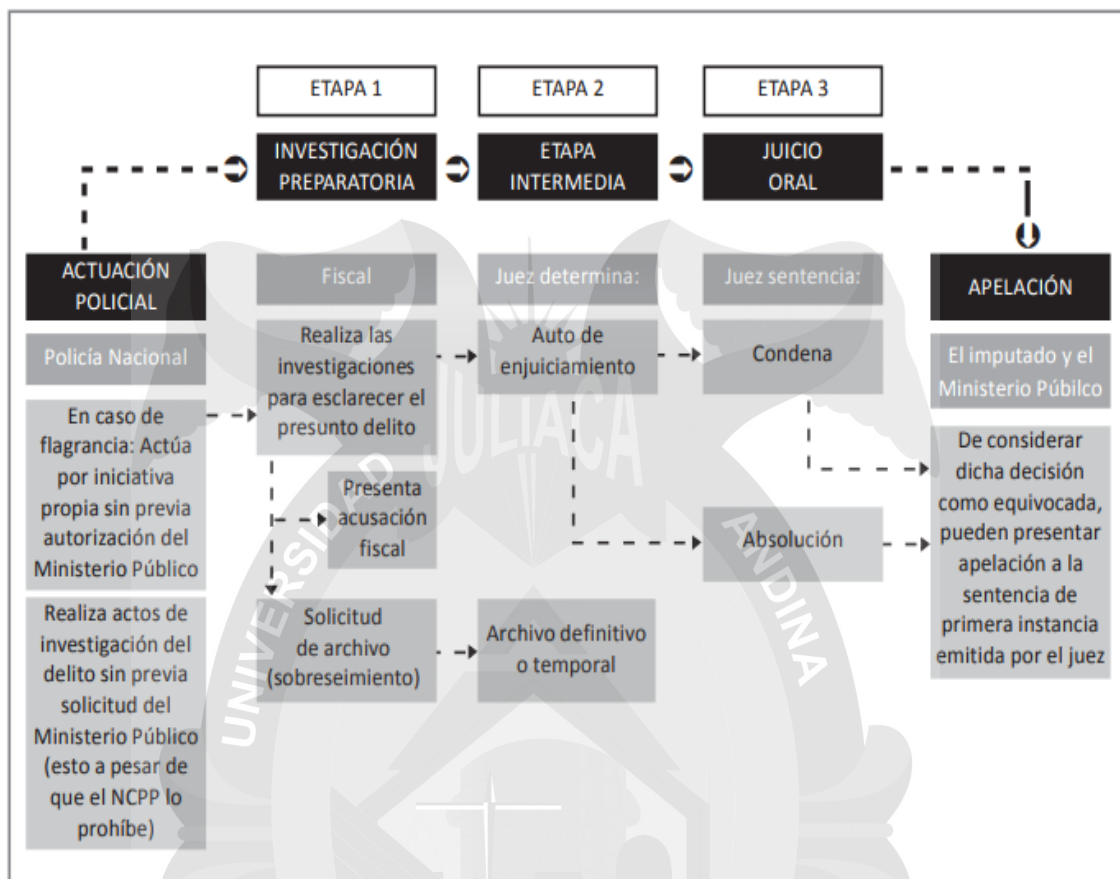 ETAPA 1
ETAPA 2
ETAPA 3
INVESTIGACIÓN
PREPARATORIA
ETAPA
INTERMEDIA
JUICIO
ORAL
ACTUACIÓN
POLICIAL
Policía Nacional
En caso de
flagrancia: Actúa
por iniciativa
propia sin previa
autorización del
Ministerio Público
Realiza actos de
investigación del
delito sin previa
solicitud del
Ministerio Público
(esto a pesar de
que el NCPP lo
prohíbe)
Fiscal
Realiza las
investigaciones
para esclarecer el
presunto delito
Presenta
acusación
fiscal
Solicitud
de archivo
(sobreseimiento)
Juez determina:
Auto de
enjuiciamiento
Archivo definitivo
o temporal
Juez sentencia:
Condena
Absolución
APELACIÓN
El imputado y el
Ministerio Púbilco
De considerar
dicha decisión
como equivocada,
pueden presentar
apelación a la
sentencia de
primera instancia
emitida por el juez
UNIVERSIDAD ANDINA
JULIACA